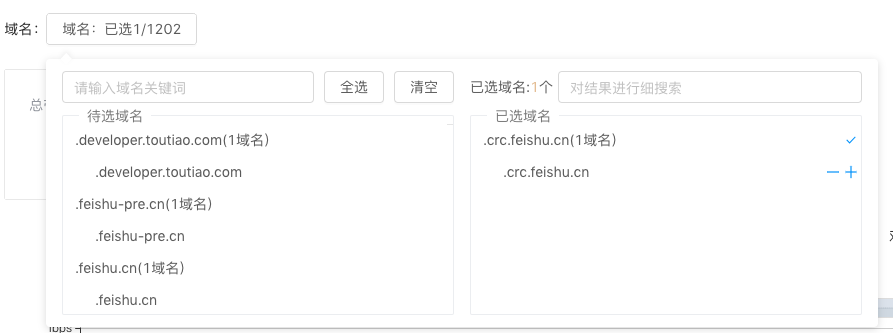 域名： 域名：已选1/1202
请输入域名关键词 全选 清空 已选域名:1个 对结果进行细搜索
待选域名
.developer.toutiao.com(1域名)
.developer.toutiao.com
.feishu-pre.cn(1域名)
.feishu-pre.cn
.feishu.cn(1域名)
.feishu.cn
已选域名
.crc.feishu.cn(1域名)
.crc.feishu.cn
总